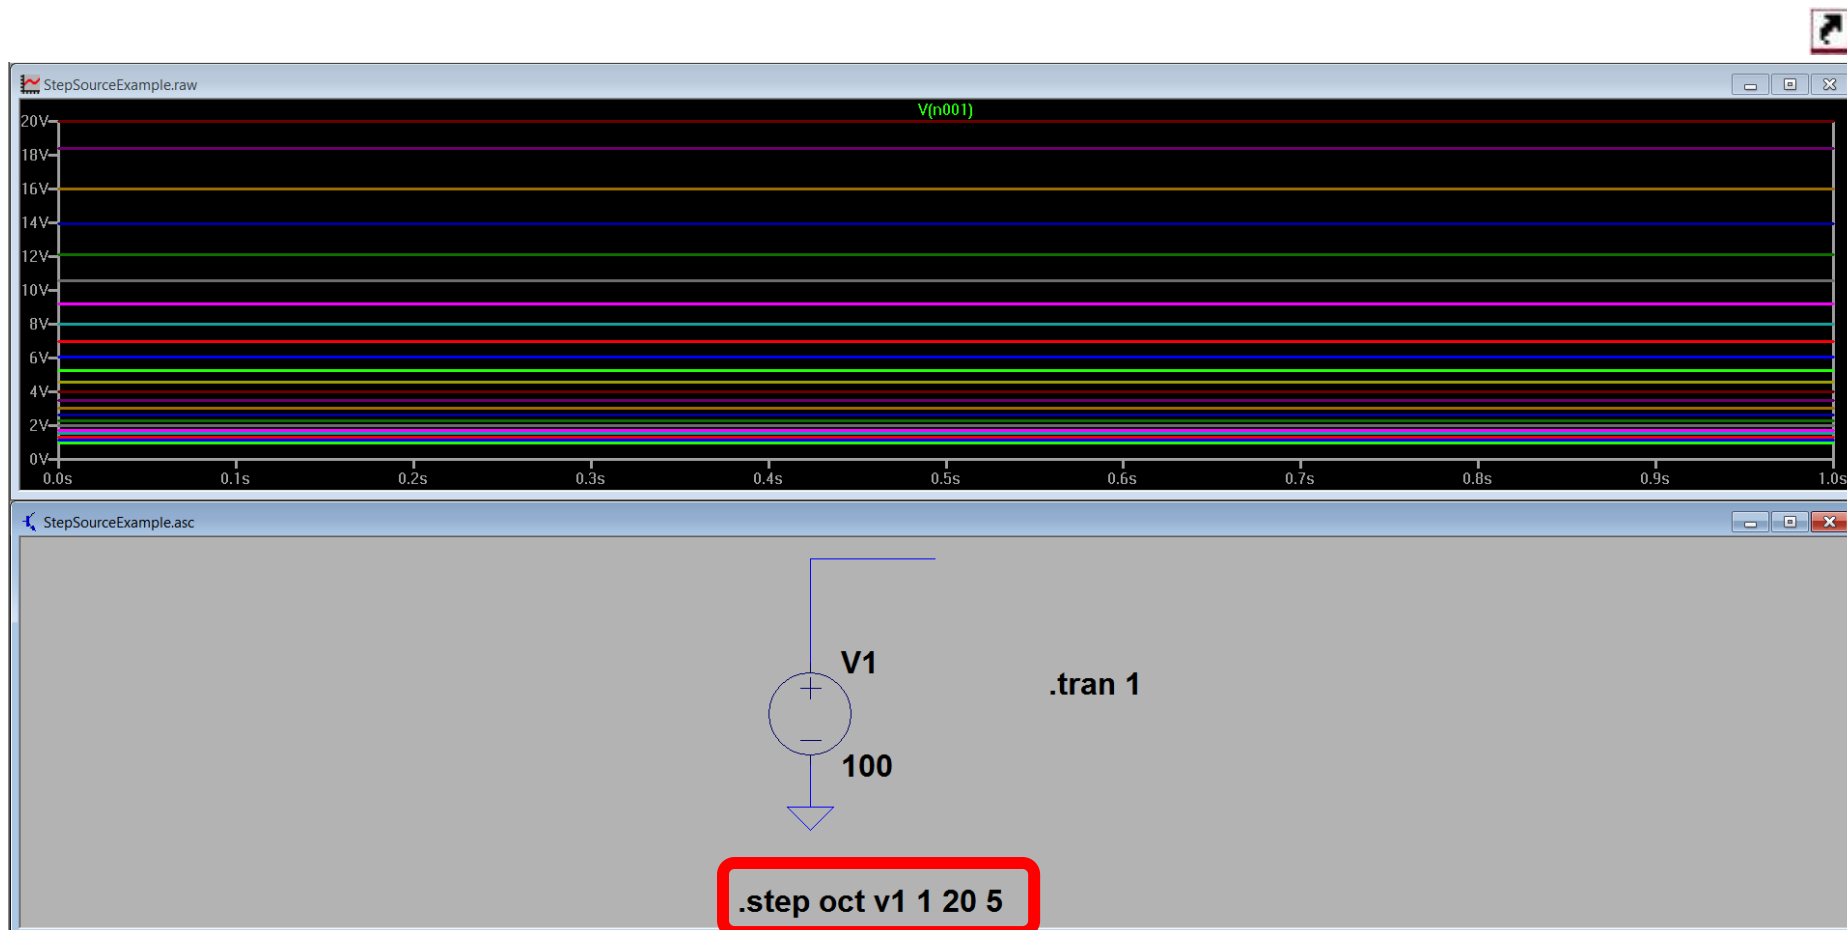 StepSourceExample.raw
V(n001)
20V
18V
16V
14V
12V
10V
8V
6V
4V
2V
0V
0.0s 0.1s 0.2s 0.3s 0.4s 0.5s 0.6s 0.7s 0.8s 0.9s 1.0s
StepSourceExample.asc
V1
.tran 1
100
.step oct v1 1 20 5